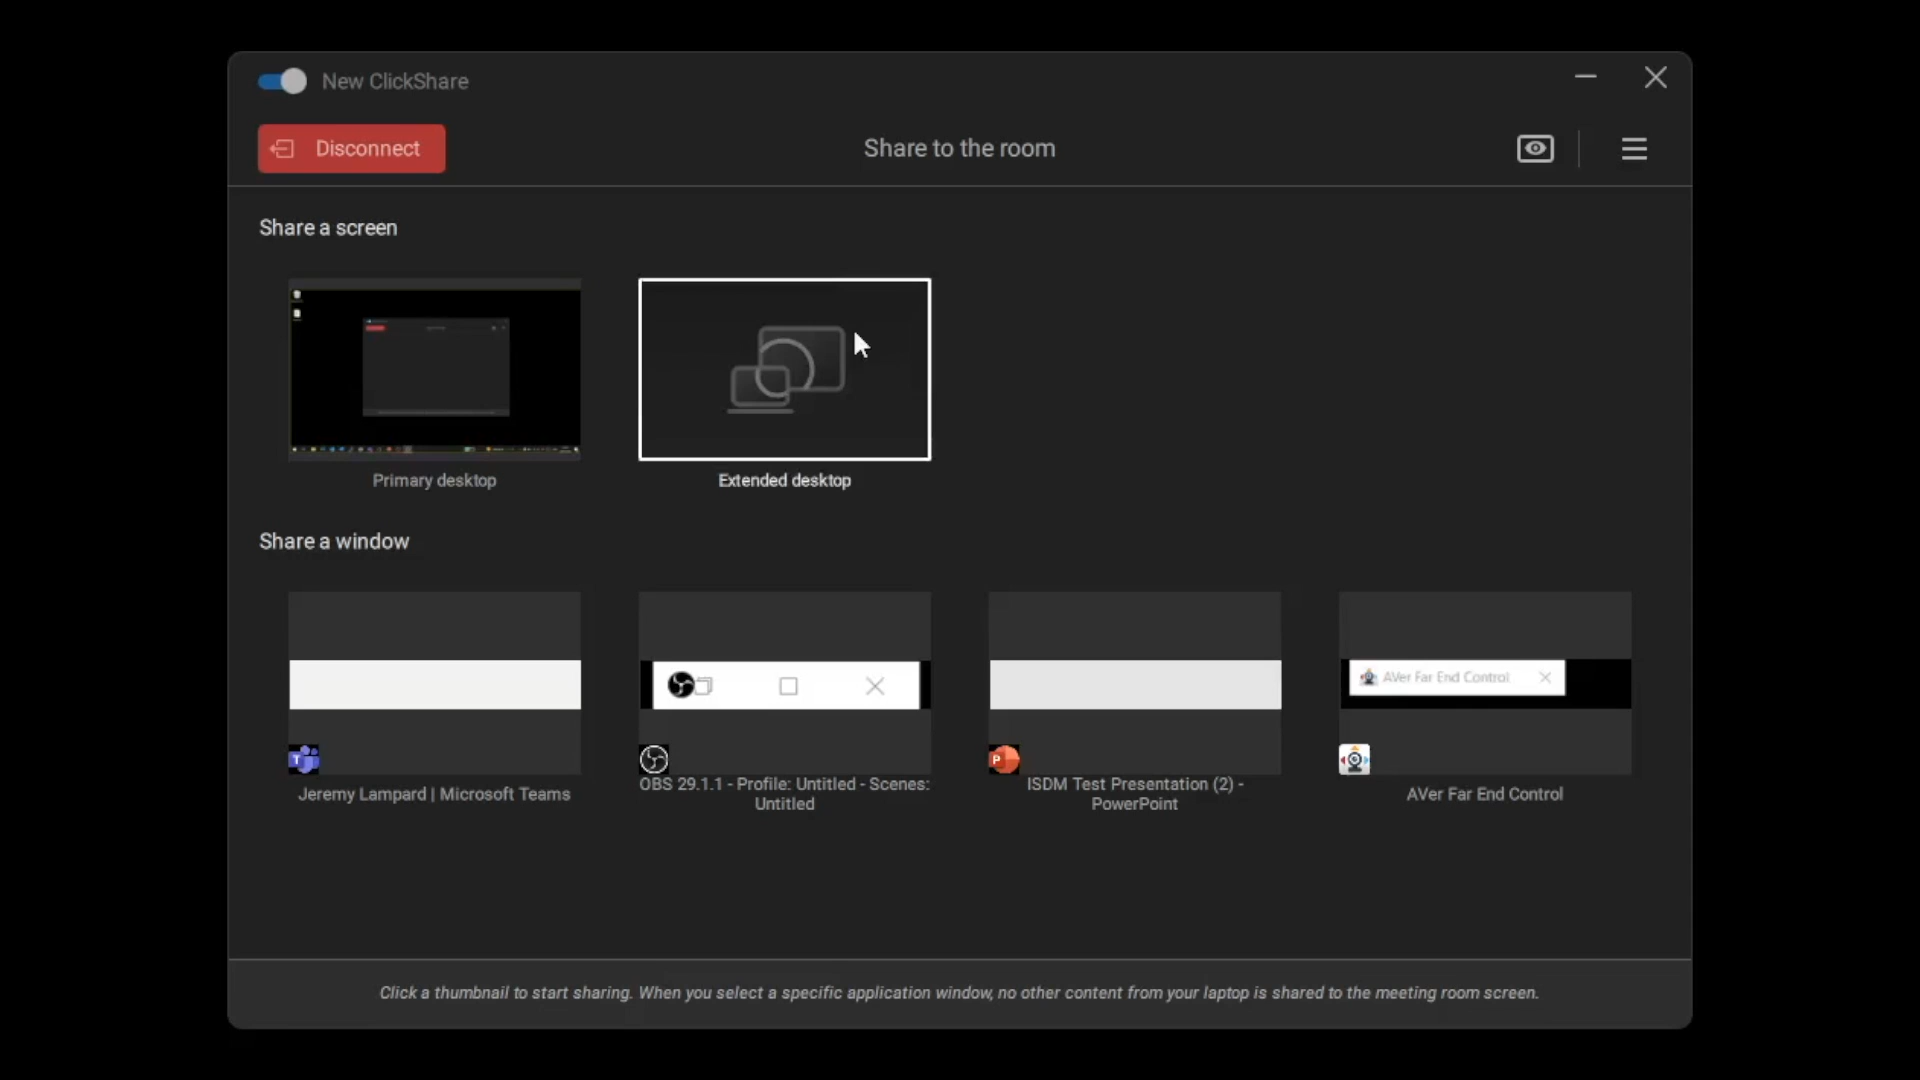 New ClickShare
Disconnect
Share to the room
Share a screen
Primary desktop
Extended desktop
Share a window
AVer Far End Control
Jeremy Lampard | Microsoft Teams
OBS 29.1.1 - Profile: Untitled - Scenes:
Untitled
ISDM Test Presentation (2) -
PowerPoint
AVer Far End Control
Click a thumbnail to start sharing. When you select a specific application window, no other content from your laptop is shared to the meeting room screen.